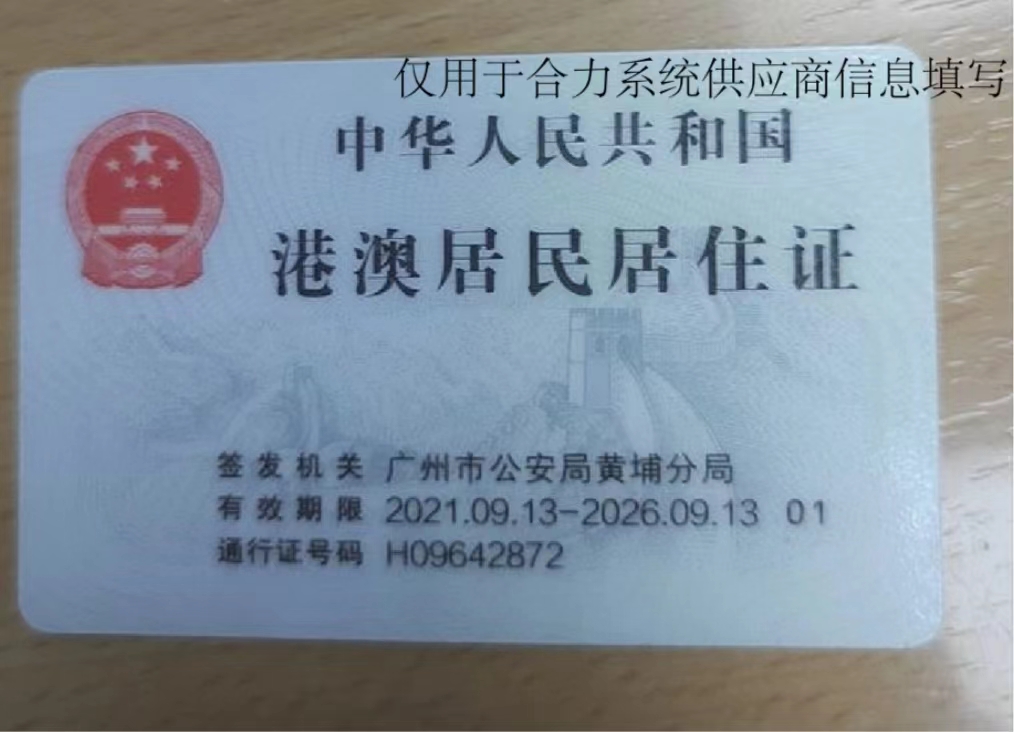 仅用于合力系统供应商信息填写
中华人民共和国
港澳居民居住证
签发机关 广州市公安局黄埔分局
有效期限 2021.09.13-2026.09.13 01
通行证号码 H09642872